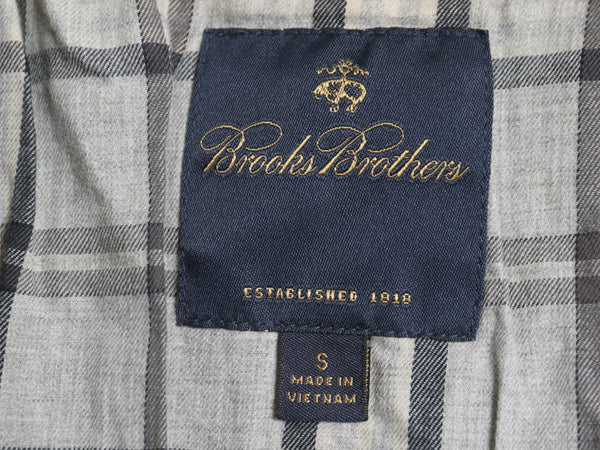 Brooks Brothers
ESTABLISHED 1818
S
MADE IN
VIETNAM